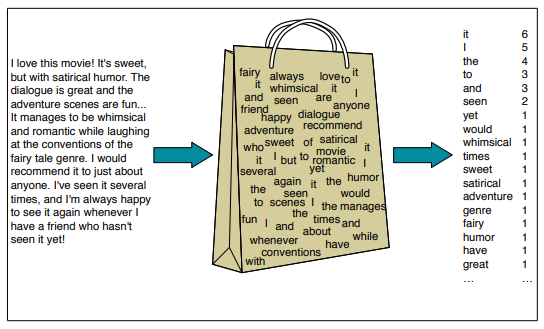 I love this movie! It's sweet,
but with satirical humor. The
dialogue is great and the
adventure scenes are fun...
It manages to be whimsical
and romantic while laughing
at the conventions of the
fairy tale genre. I would
recommend it to just about
anyone. I've seen it several
times, and I'm always happy
to see it again whenever I
have a friend who hasn't
seen it yet!
fairy always love to it
it whimsical it I
and seen are anyone
friend
happy dialogue
adventure recommend
who sweet of satirical
movie it
it I but to romantic I
several yet
again it the humor
the seen would
to scenes I the manages
the times and
fun I and about while
whenever have
conventions
with
it 6
I 5
the 4
to 3
and 3
seen 2
yet 1
would 1
whimsical 1
times 1
sweet 1
satirical 1
adventure 1
genre 1
fairy 1
humor 1
have 1
great 1
... ...